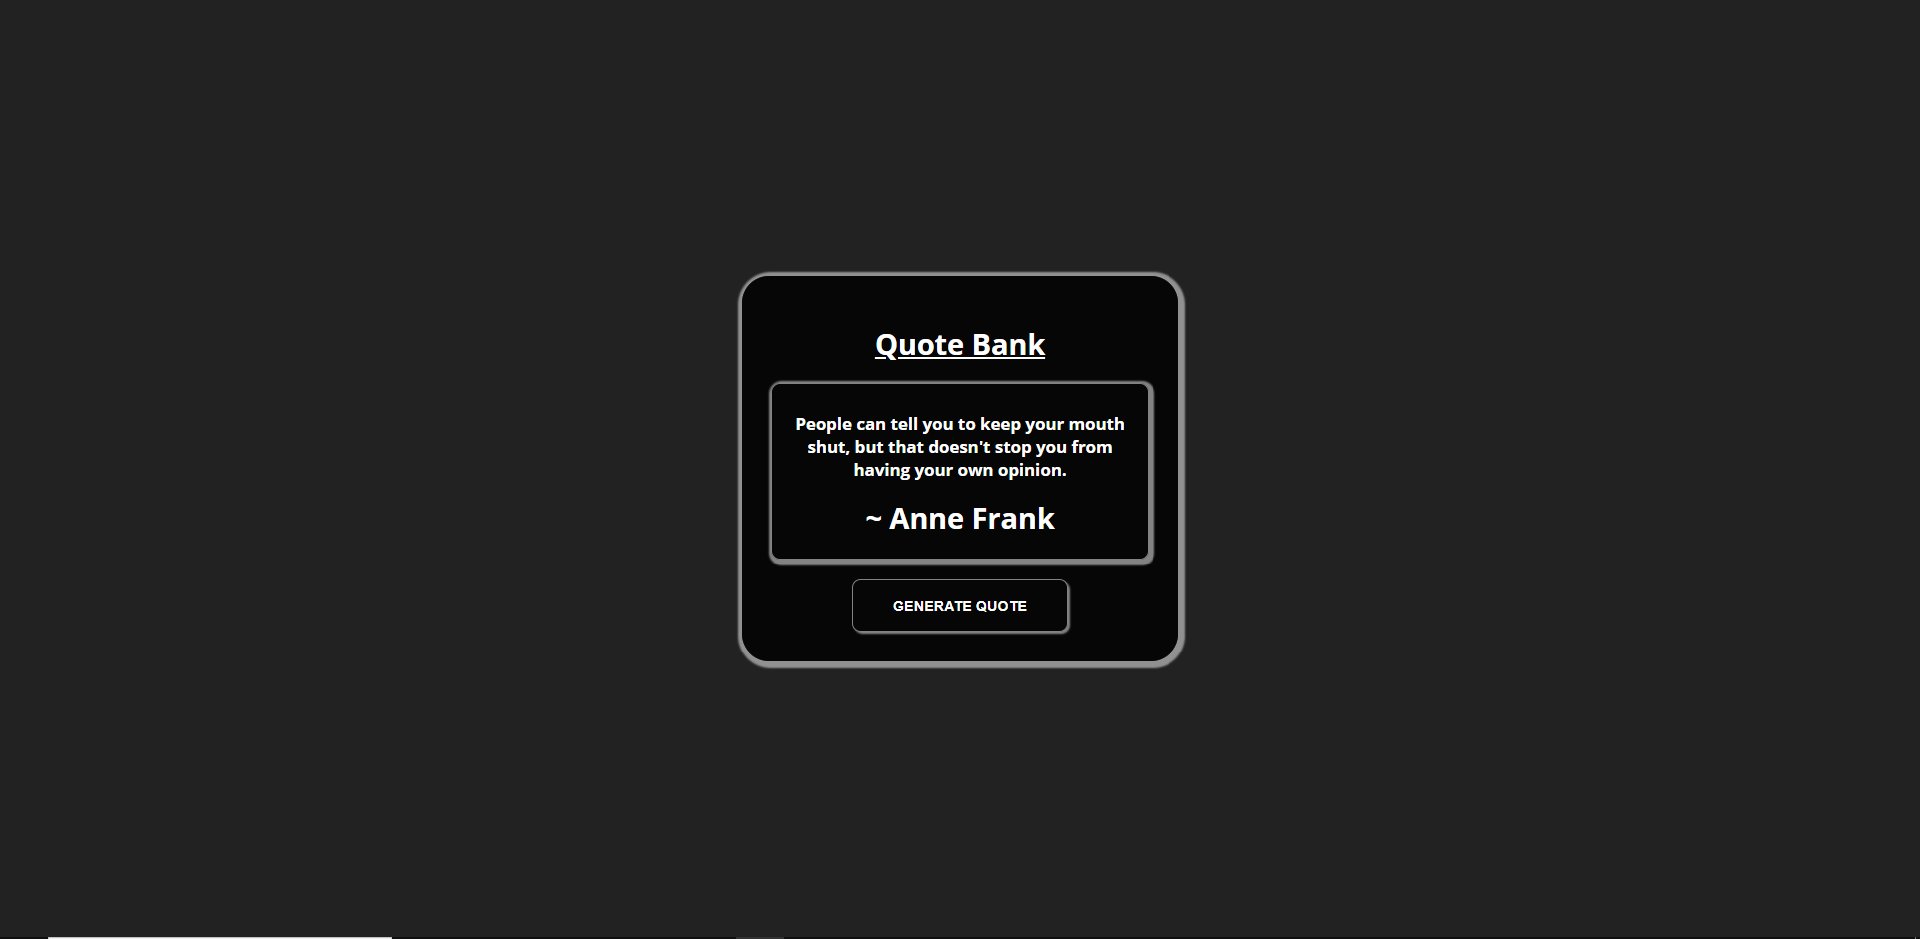 Quote Bank
People can tell you to keep your mouth
shut, but that doesn't stop you from
having your own opinion.
~ Anne Frank
GENERATE QUOTE